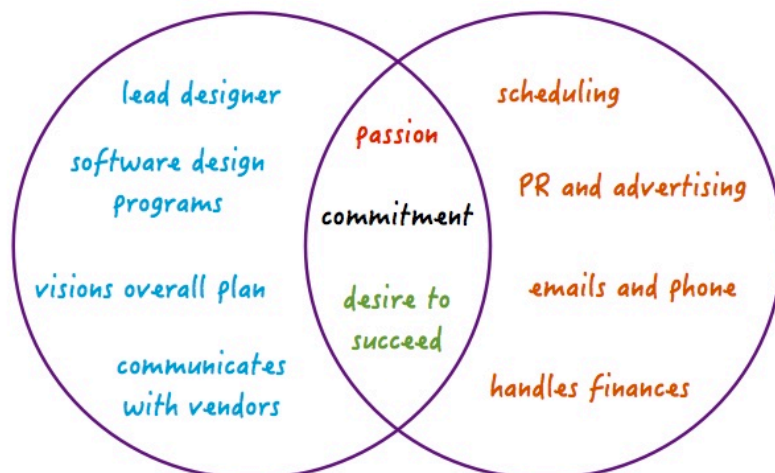 lead designer
software design
programs
visions overall plan
communicates
with vendors
passion
commitment
desire to
succeed
scheduling
PR and advertising
emails and phone
handles finances